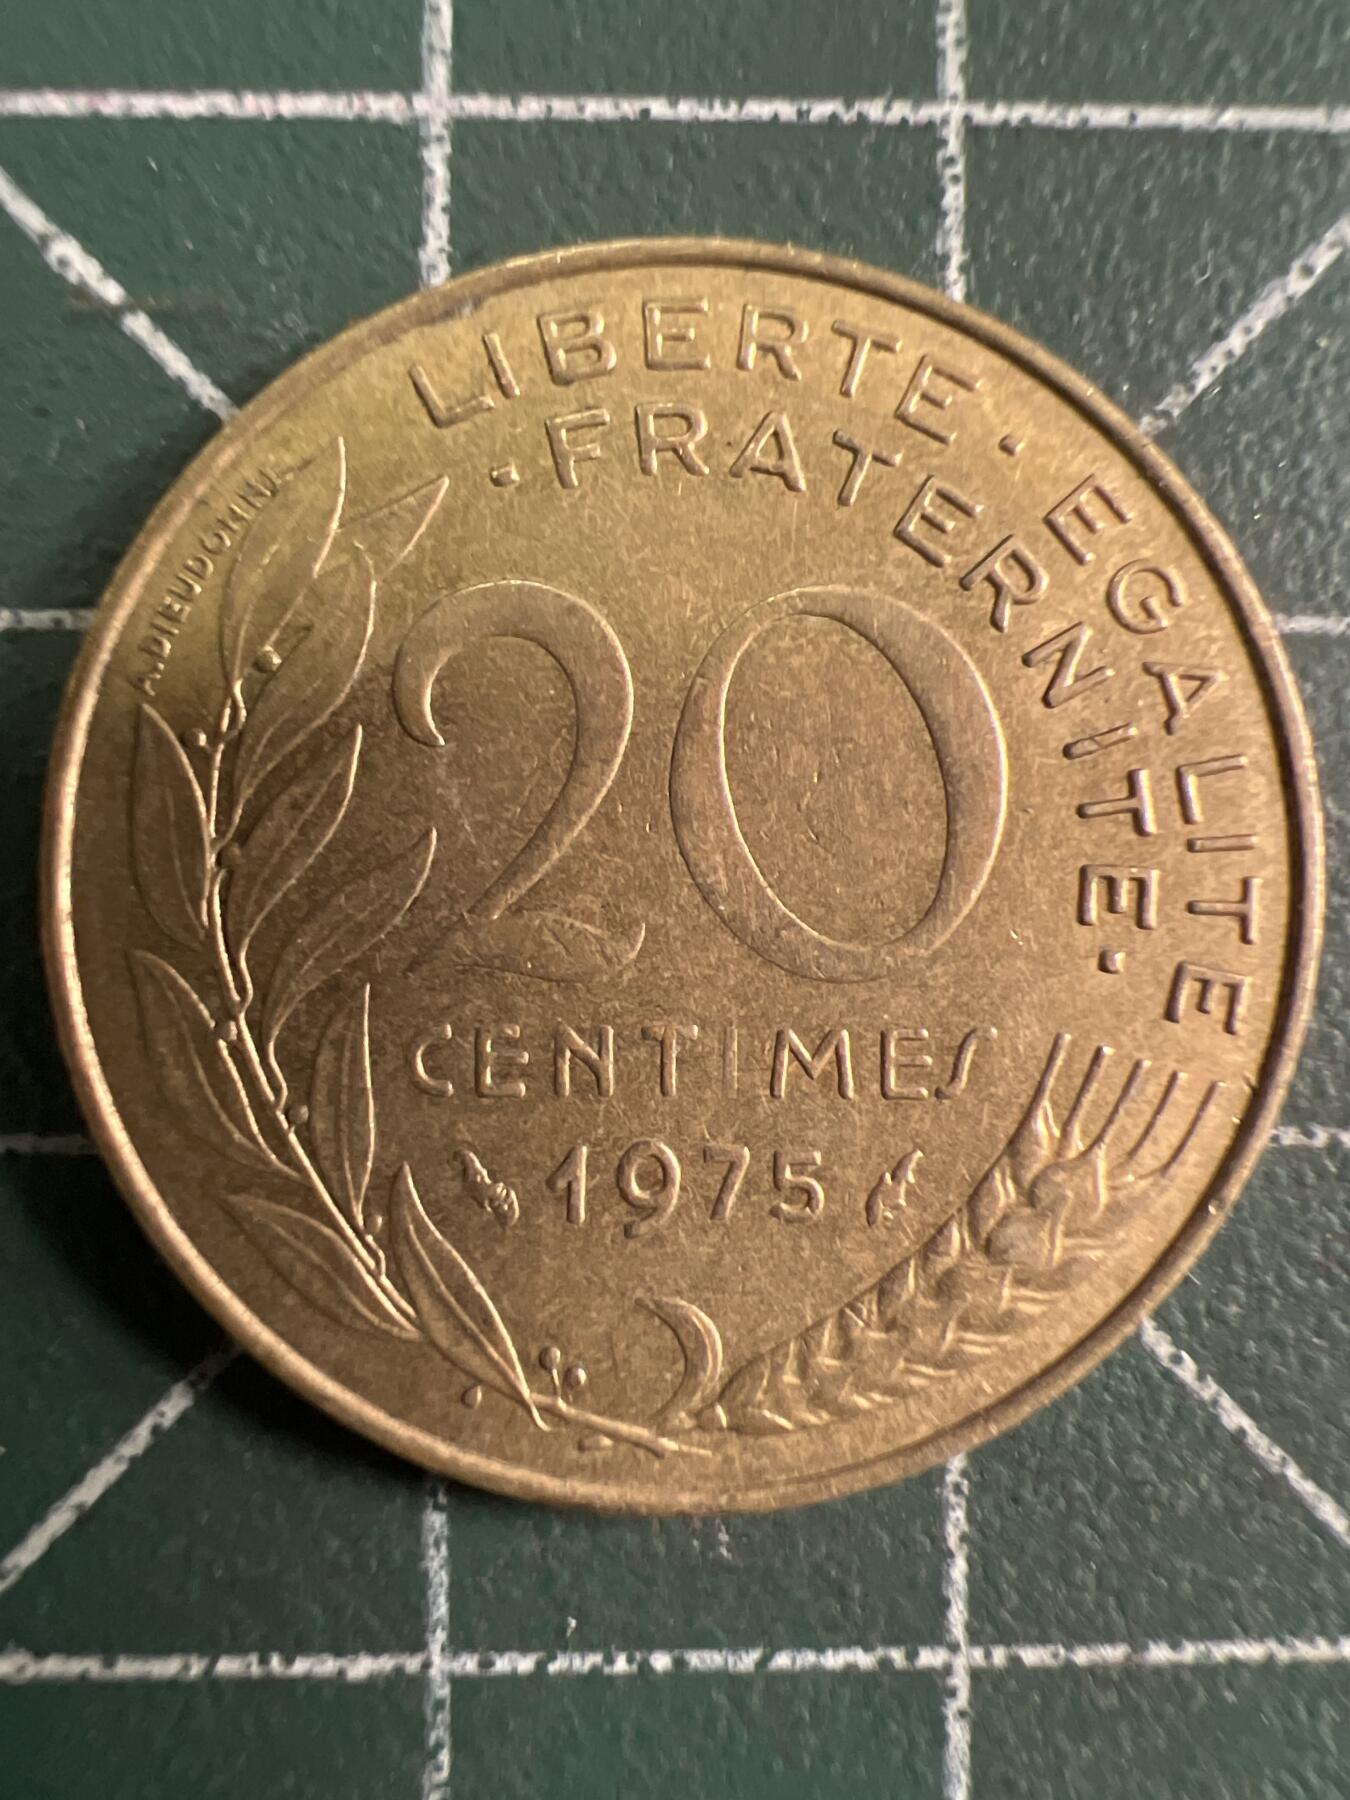 LIBERTE · EGALITE
· FRATERNITE ·
A.DIEUDONNE
20
CENTIMES
1975